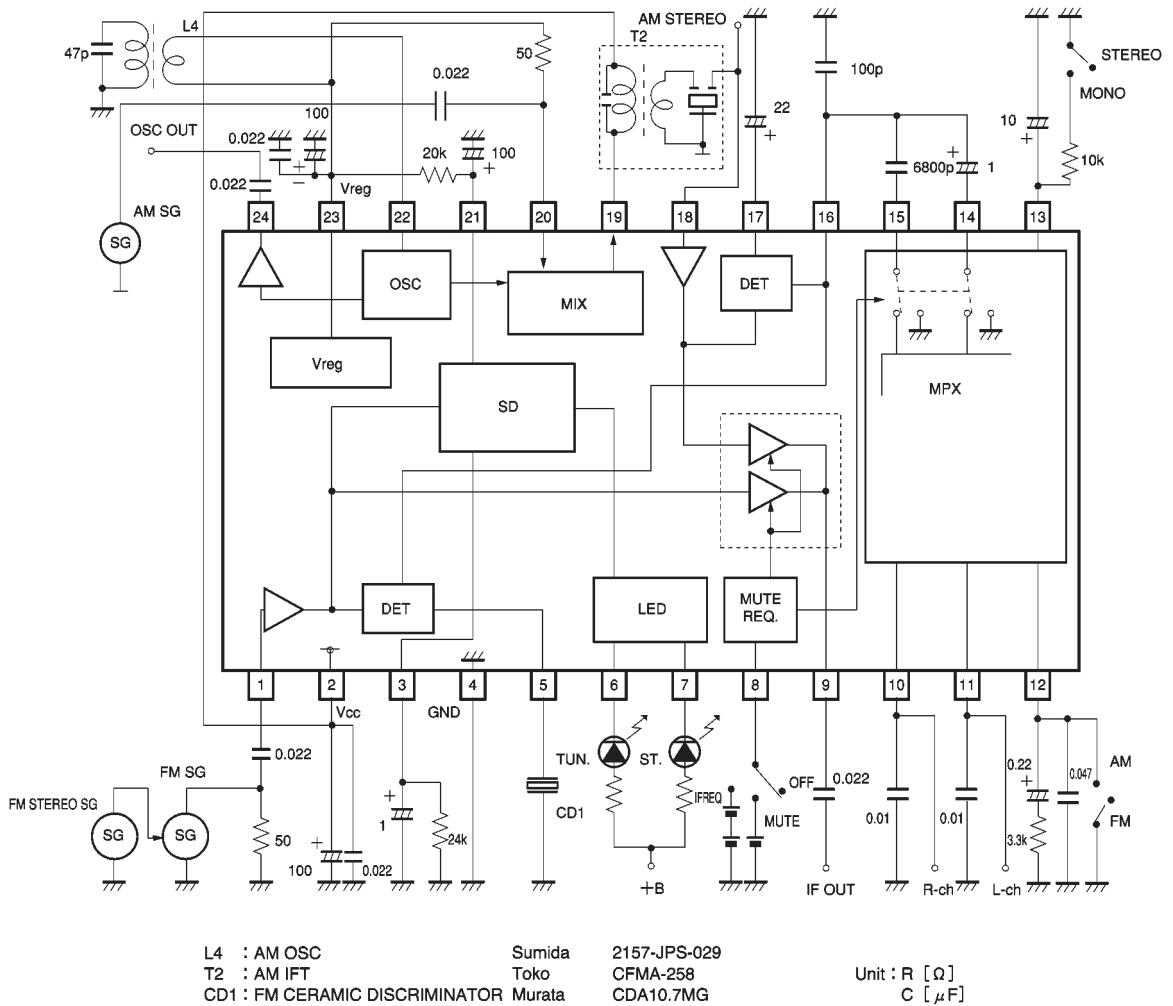 L4
AM STEREO
T2
47p
50
0.022
100p
STEREO
MONO
22
10
10k
100
0.022
OSC OUT
0.022
+
−
Vreg
20k
+
100
+
6800p
+
1
+
AM SG
SG
24 23 22 21 20 19 18 17 16 15 14 13
OSC
MIX
DET
Vreg
SD
MPX
DET
LED
MUTE
REQ.
1 2 3 4 5 6 7 8 9 10 11 12
Vcc
GND
0.022
FM SG
FM STEREO SG
SG
SG
50
+
100
0.022
+
1
24k
CD1
TUN.
ST.
IFREQ
+B
OFF
MUTE
0.022
IF OUT
0.01
R-ch
0.01
L-ch
0.22
+
3.3k
0.047
AM
FM
L4 : AM OSC Sumida 2157-JPS-029
T2 : AM IFT Toko CFMA-258 Unit : R [Ω]
CD1 : FM CERAMIC DISCRIMINATOR Murata CDA10.7MG C [μF]